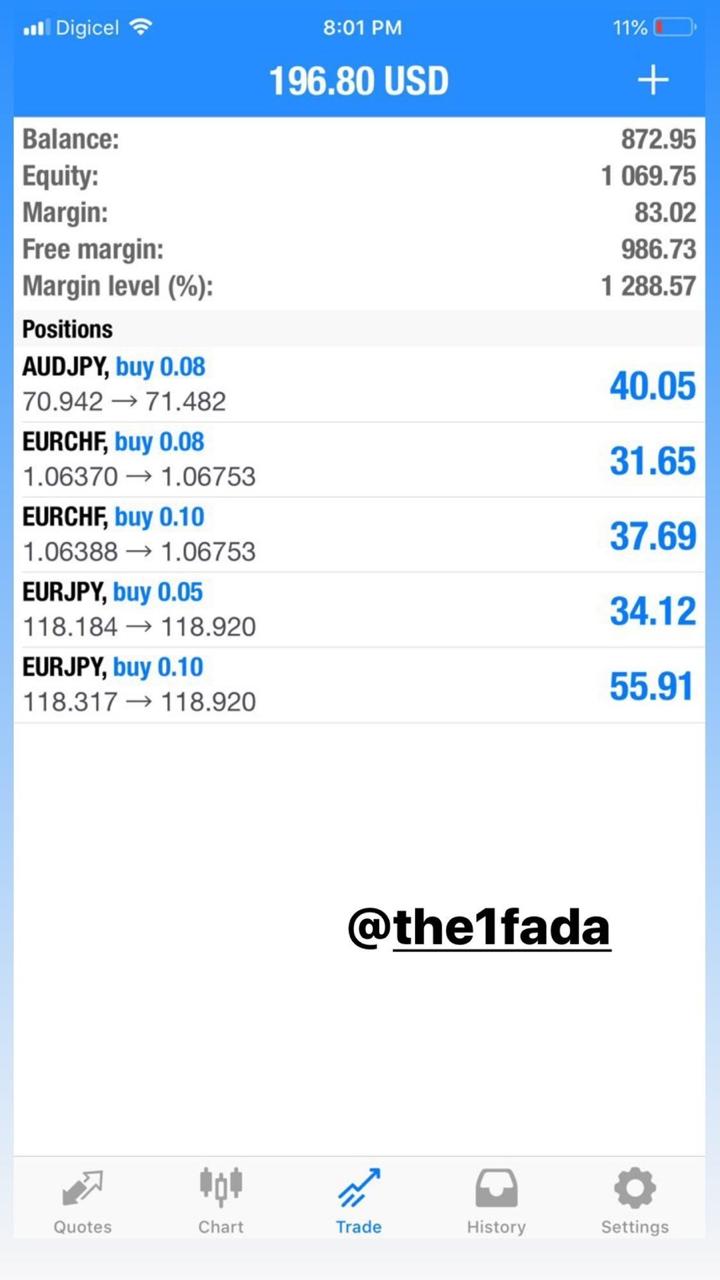 Digicel 8:01 PM 11%
196.80 USD +
Balance: 872.95
Equity: 1 069.75
Margin: 83.02
Free margin: 986.73
Margin level (%): 1 288.57
Positions
AUDJPY, buy 0.08
70.942 → 71.482 40.05
EURCHF, buy 0.08
1.06370 → 1.06753 31.65
EURCHF, buy 0.10
1.06388 → 1.06753 37.69
EURJPY, buy 0.05
118.184 → 118.920 34.12
EURJPY, buy 0.10
118.317 → 118.920 55.91
@the1fada
Quotes Chart Trade History Settings